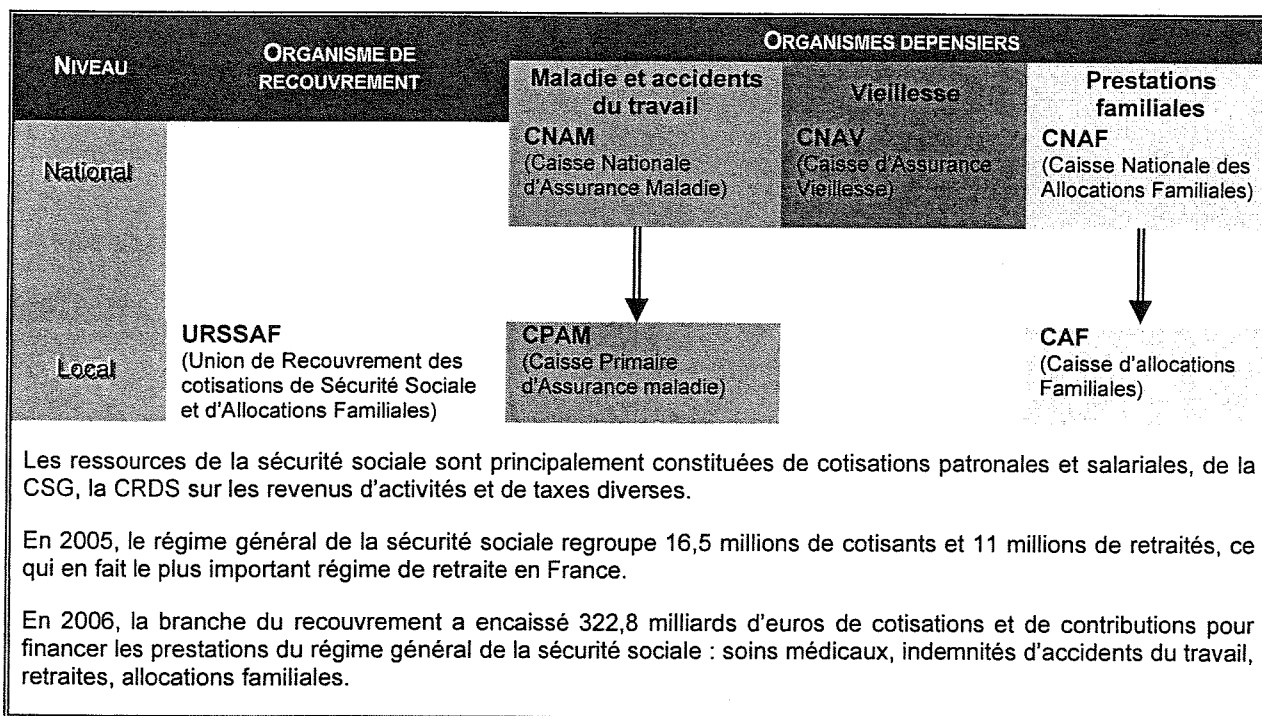 NIVEAU
ORGANISME DE
RECOUVREMENT
ORGANISMES DEPENSIERS
Maladie et accidents
du travail
Vieillesse
Prestations
familiales
National
CNAM
(Caisse Nationale
d'Assurance Maladie)
CNAV
(Caisse d'Assurance
Vieillesse)
CNAF
(Caisse Nationale des
Allocations Familiales)
Local
URSSAF
(Union de Recouvrement des
cotisations de Sécurité Sociale
et d'Allocations Familiales)
CPAM
(Caisse Primaire
d'Assurance maladie)
CAF
(Caisse d'allocations
Familiales)
Les ressources de la sécurité sociale sont principalement constituées de cotisations patronales et salariales, de la
CSG, la CRDS sur les revenus d'activités et de taxes diverses.
En 2005, le régime général de la sécurité sociale regroupe 16,5 millions de cotisants et 11 millions de retraités, ce
qui en fait le plus important régime de retraite en France.
En 2006, la branche du recouvrement a encaissé 322,8 milliards d'euros de cotisations et de contributions pour
financer les prestations du régime général de la sécurité sociale : soins médicaux, indemnités d'accidents du travail,
retraites, allocations familiales.